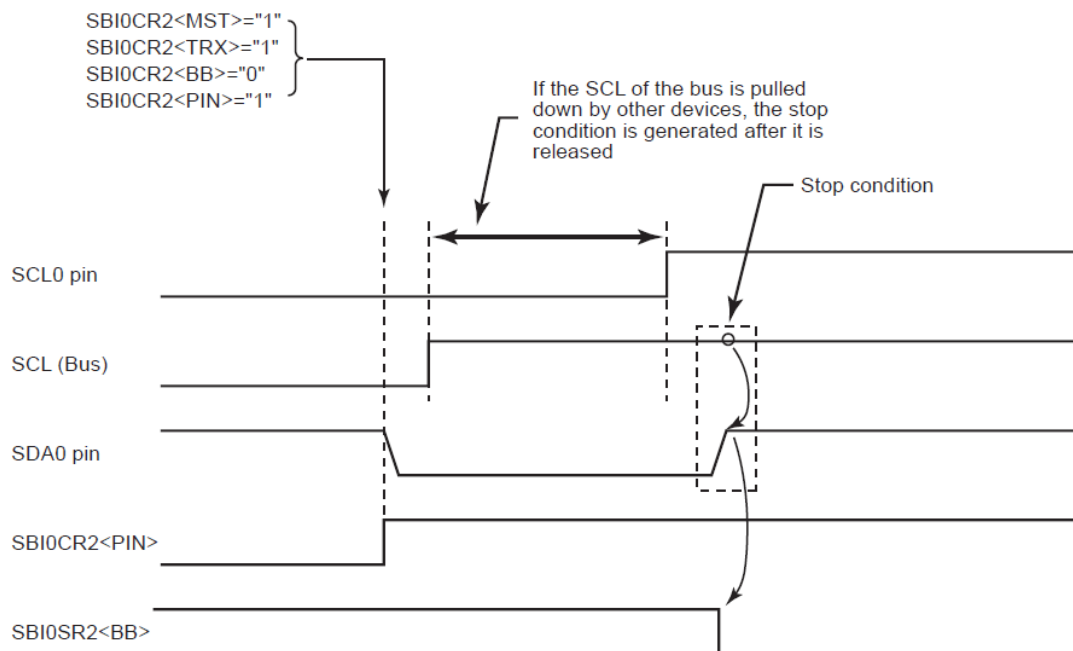 SBI0CR2<MST>="1"
SBI0CR2<TRX>="1"
SBI0CR2<BB>="0"
SBI0CR2<PIN>="1"
If the SCL of the bus is pulled
down by other devices, the stop
condition is generated after it is
released
Stop condition
SCL0 pin
SCL (Bus)
SDA0 pin
SBI0CR2<PIN>
SBI0SR2<BB>